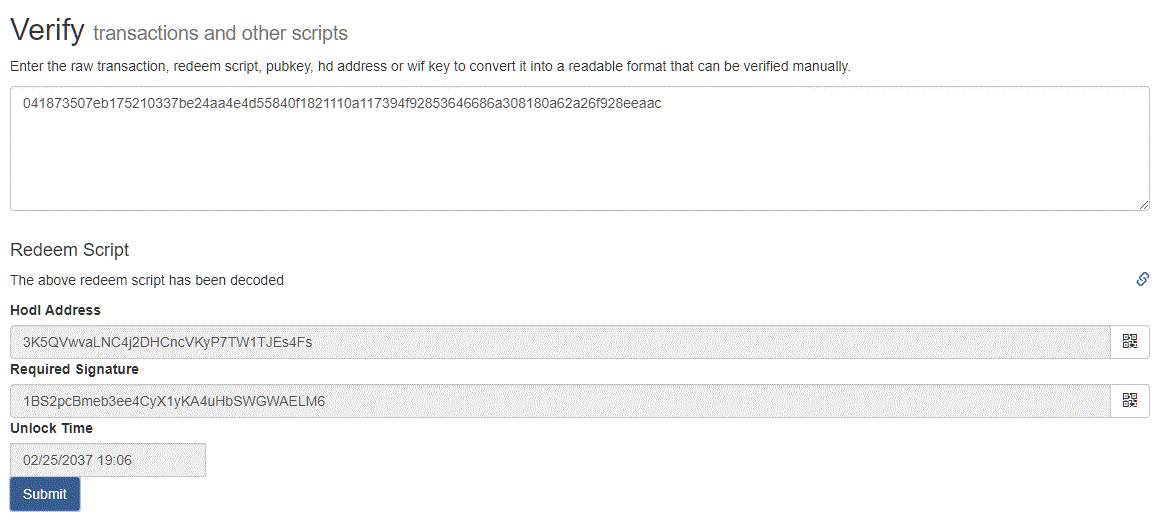 Verify transactions and other scripts
Enter the raw transaction, redeem script, pubkey, hd address or wif key to convert it into a readable format that can be verified manually.
041873507eb175210337be24aa4e4d55840f1821110a117394f92853646686a308180a62a26f928eeaac
Redeem Script
The above redeem script has been decoded
Hodl Address
3K5QVwvaLNC4j2DHCncVKyP7TW1TJEs4Fs
Required Signature
1BS2pcBmeb3ee4CyX1yKA4uHbSWGWAELM6
Unlock Time
02/25/2037 19:06
Submit